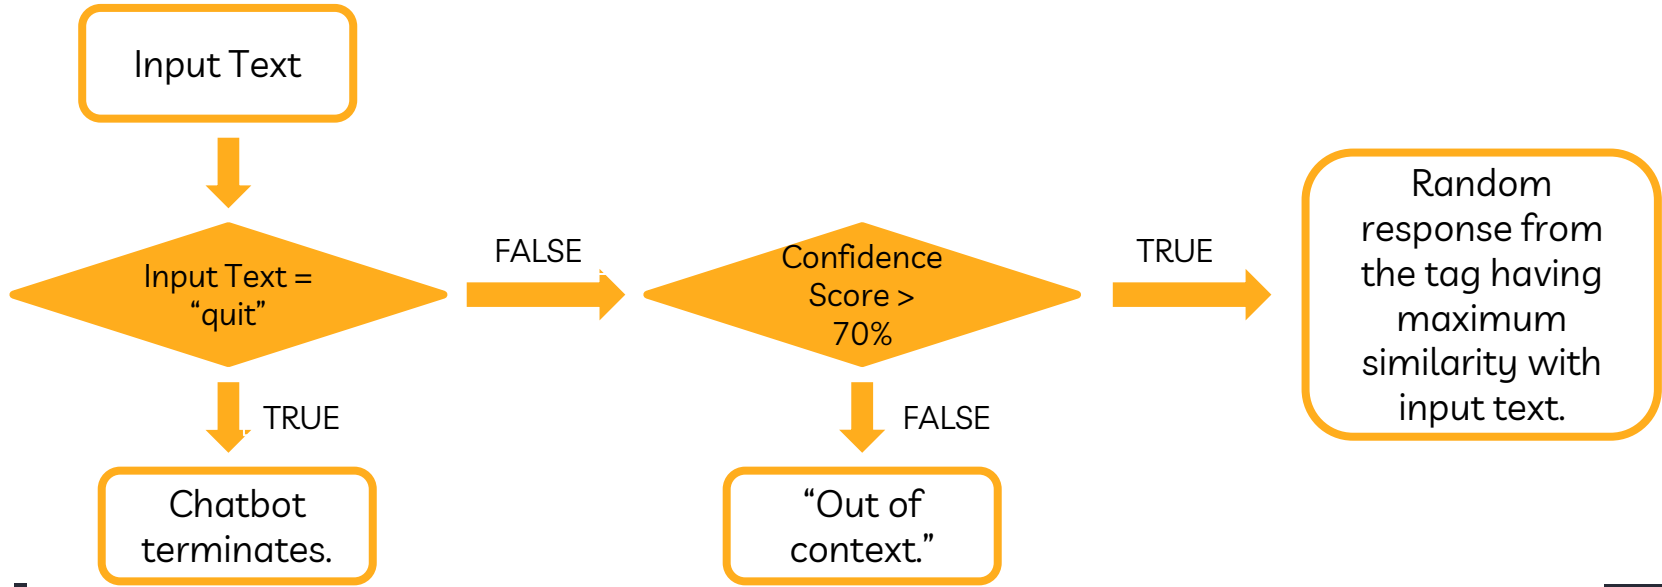 Input Text
Input Text =
“quit”
FALSE
Confidence
Score >
70%
TRUE
Random
response from
the tag having
maximum
similarity with
input text.
TRUE
FALSE
Chatbot
terminates.
“Out of
context.”